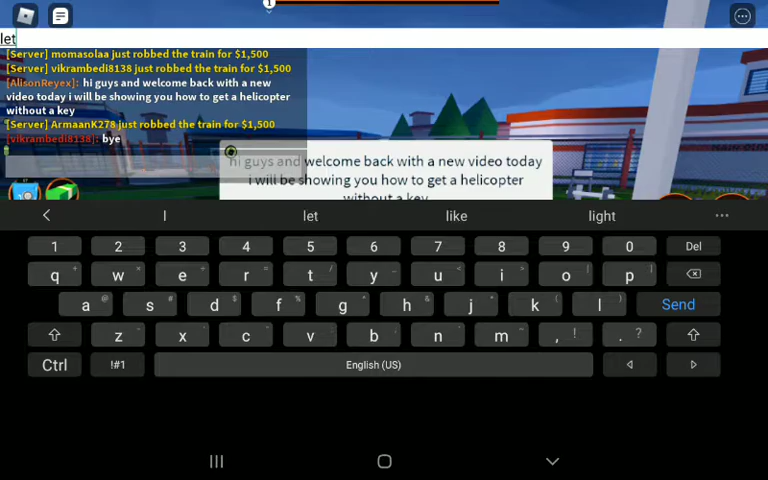 1
let
[Server] momasolaa just robbed the train for $1,500
[Server] vikrambedi8138 just robbed the train for $1,500
[AlisonReyex]: hi guys and welcome back with a new
video today i will be showing you how to get a helicopter
without a key
[Server] ArmaanK278 just robbed the train for $1,500
[vikrambedi8138]: bye
hi guys and welcome back with a new video today
i will be showing you how to get a helicopter
without a key
I let like light ...
1 2 3 4 5 6 7 8 9 0 Del
q w e r t y u i o p
a s d f g h j k l Send
z x c v b n m , ! . ?
Ctrl !#1 English (US)